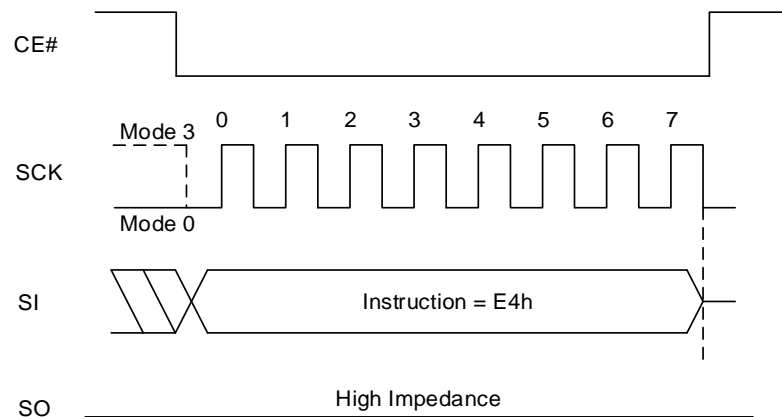 CE#
0 1 2 3 4 5 6 7
Mode 3
SCK
Mode 0
SI
Instruction = E4h
High Impedance
SO